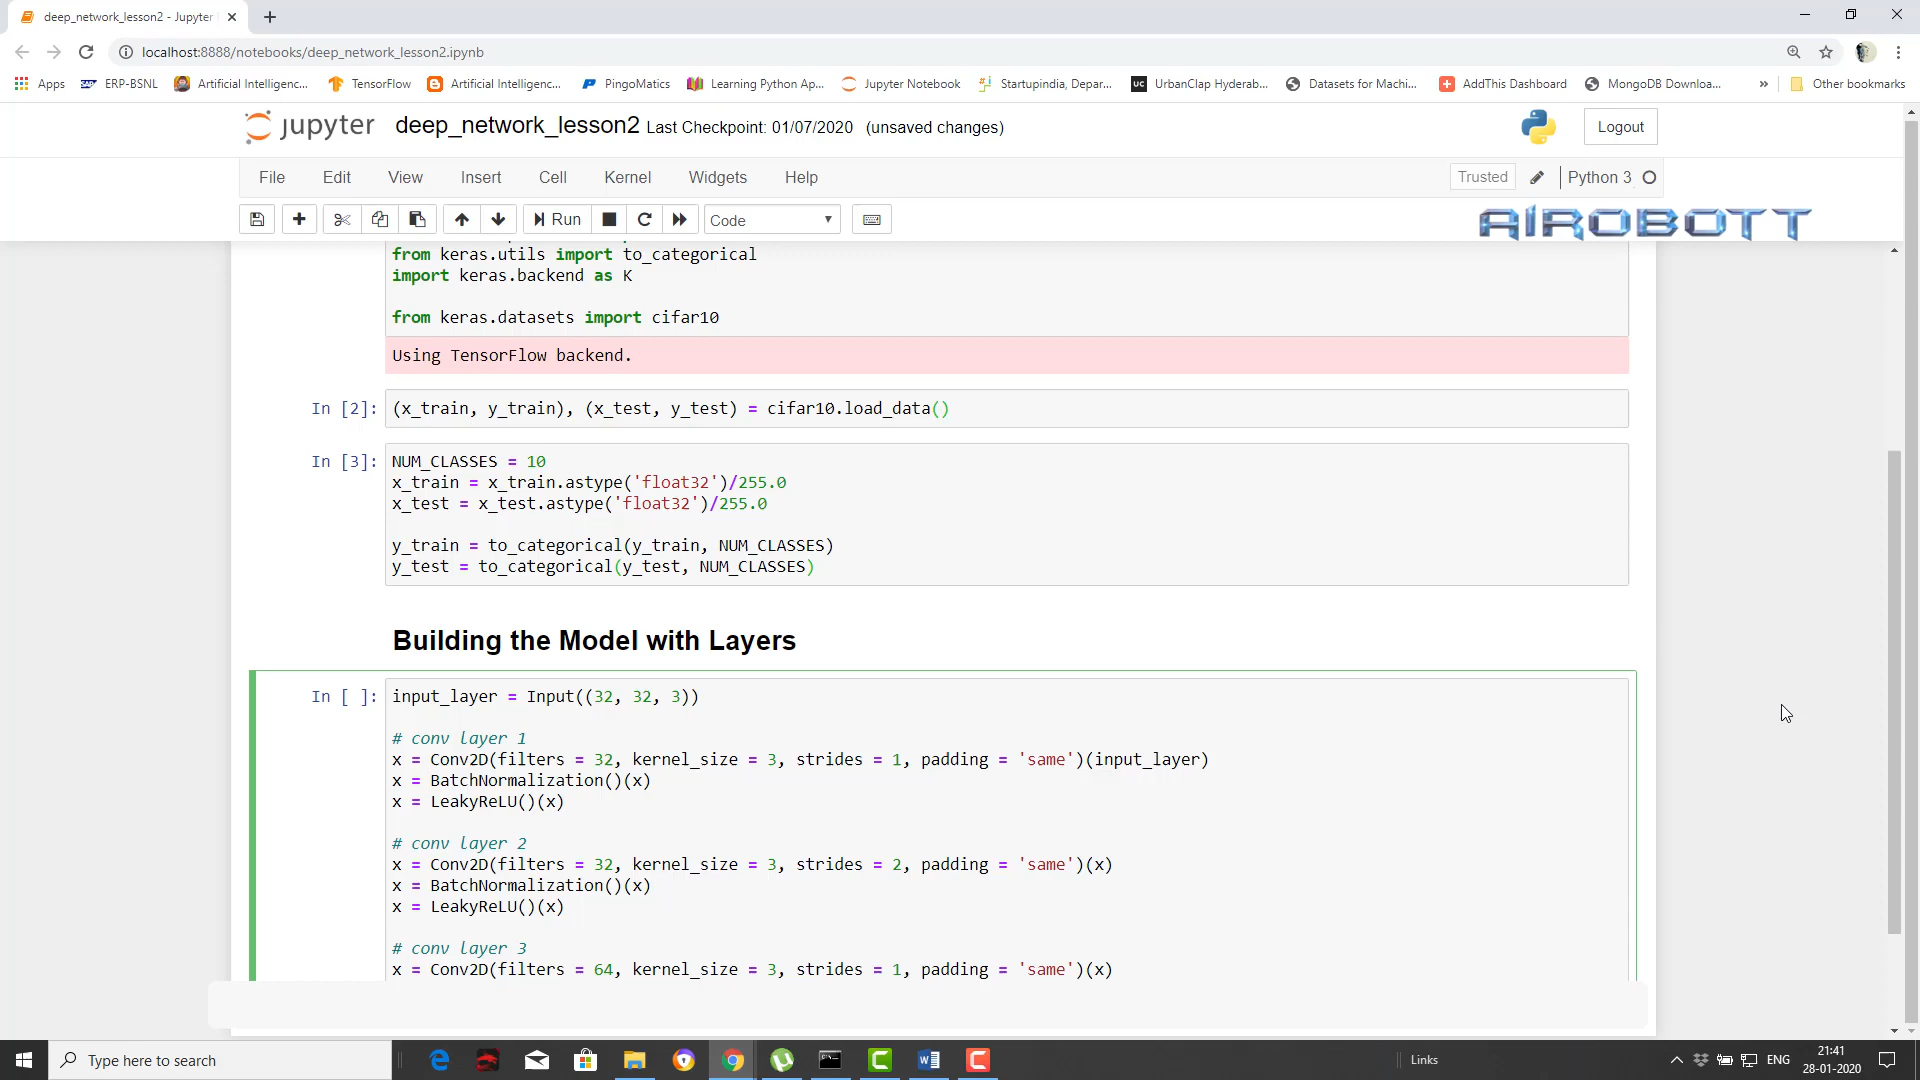 deep_network_lesson2 - Jupyter
localhost:8888/notebooks/deep_network_lesson2.ipynb
Apps ERP-BSNL Artificial Intelligenc... TensorFlow Artificial Intelligenc... PingoMatics Learning Python Ap... Jupyter Notebook Startupindia, Depar... UC UrbanClap Hyderab... Datasets for Machi... AddThis Dashboard MongoDB Downloa... » Other bookmarks
jupyter deep_network_lesson2 Last Checkpoint: 01/07/2020 (unsaved changes) Logout
File Edit View Insert Cell Kernel Widgets Help Trusted Python 3
Run Code AIROBOTT
from keras.utils import to_categorical
import keras.backend as K
from keras.datasets import cifar10
Using TensorFlow backend.
In [2]: (x_train, y_train), (x_test, y_test) = cifar10.load_data()
In [3]: NUM_CLASSES = 10
x_train = x_train.astype('float32')/255.0
x_test = x_test.astype('float32')/255.0
y_train = to_categorical(y_train, NUM_CLASSES)
y_test = to_categorical(y_test, NUM_CLASSES)
Building the Model with Layers
In [ ]: input_layer = Input((32, 32, 3))
# conv layer 1
x = Conv2D(filters = 32, kernel_size = 3, strides = 1, padding = 'same')(input_layer)
x = BatchNormalization()(x)
x = LeakyReLU()(x)
# conv layer 2
x = Conv2D(filters = 32, kernel_size = 3, strides = 2, padding = 'same')(x)
x = BatchNormalization()(x)
x = LeakyReLU()(x)
# conv layer 3
x = Conv2D(filters = 64, kernel_size = 3, strides = 1, padding = 'same')(x)
Type here to search Links ENG 21:41
28-01-2020